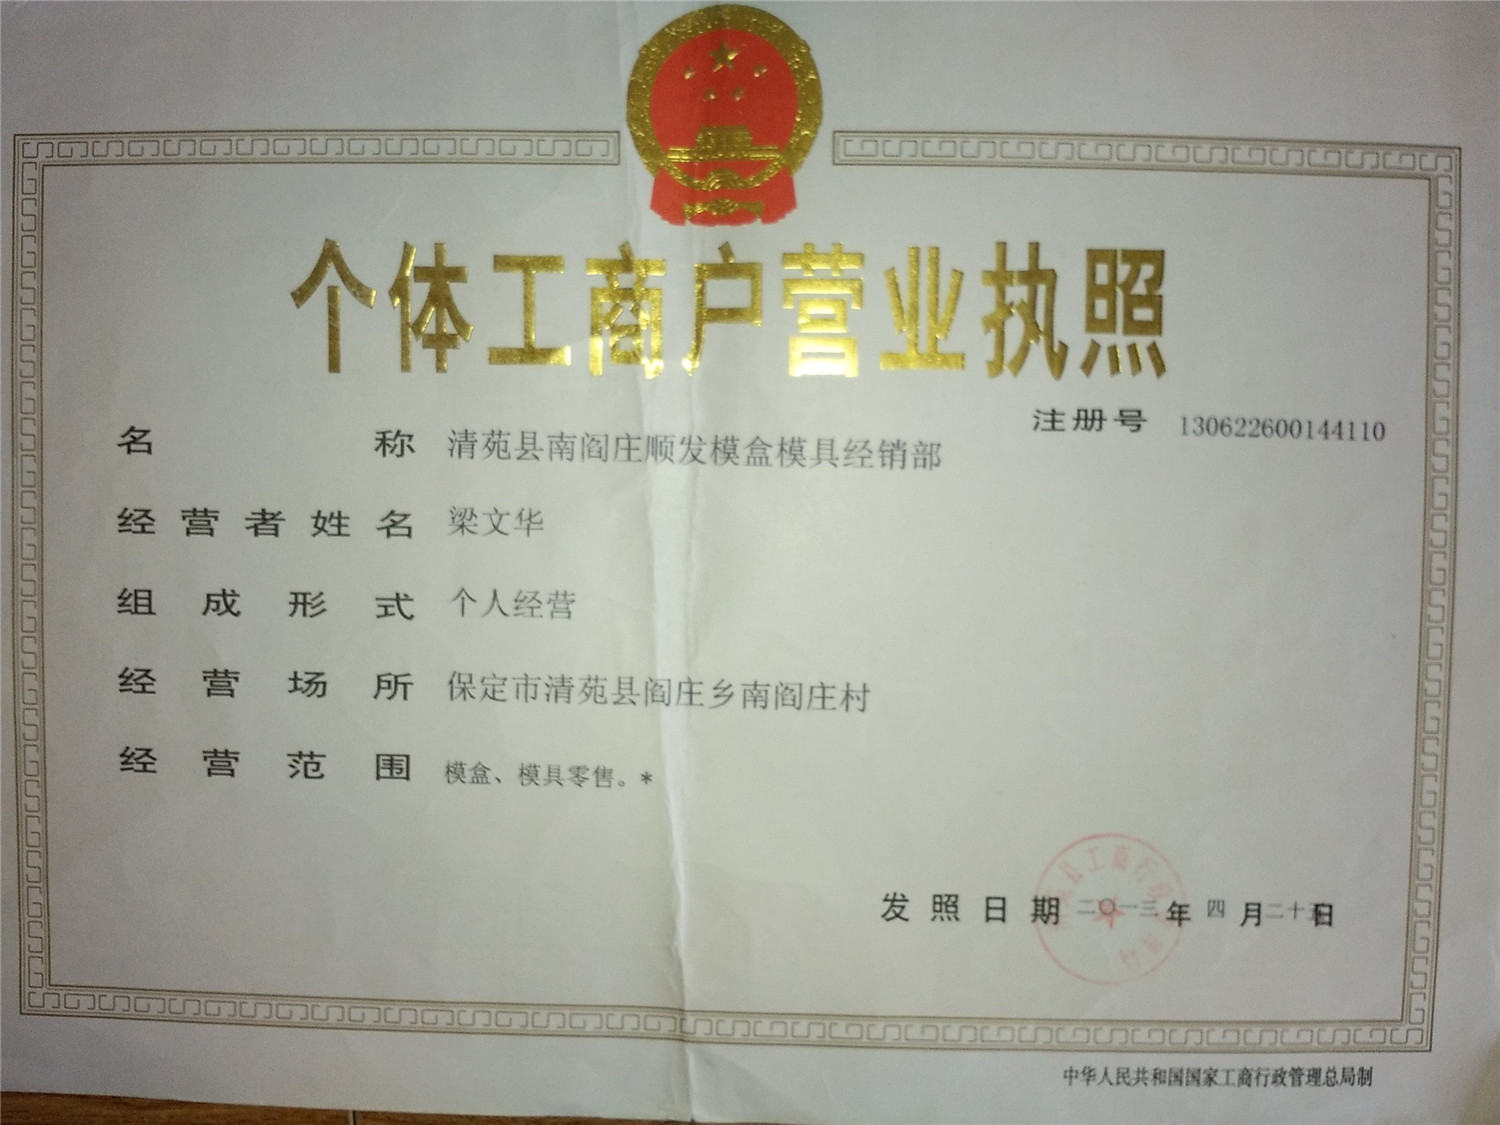 个体工商户营业执照
注册号 130622600144110
名称 清苑县南阎庄顺发模盒模具经销部
经营者姓名 梁文华
组成形式 个人经营
经营场所 保定市清苑县阎庄乡南阎庄村
经营范围 模盒、模具零售。*
发照日期 二〇一三年四月二十五日
中华人民共和国国家工商行政管理总局制